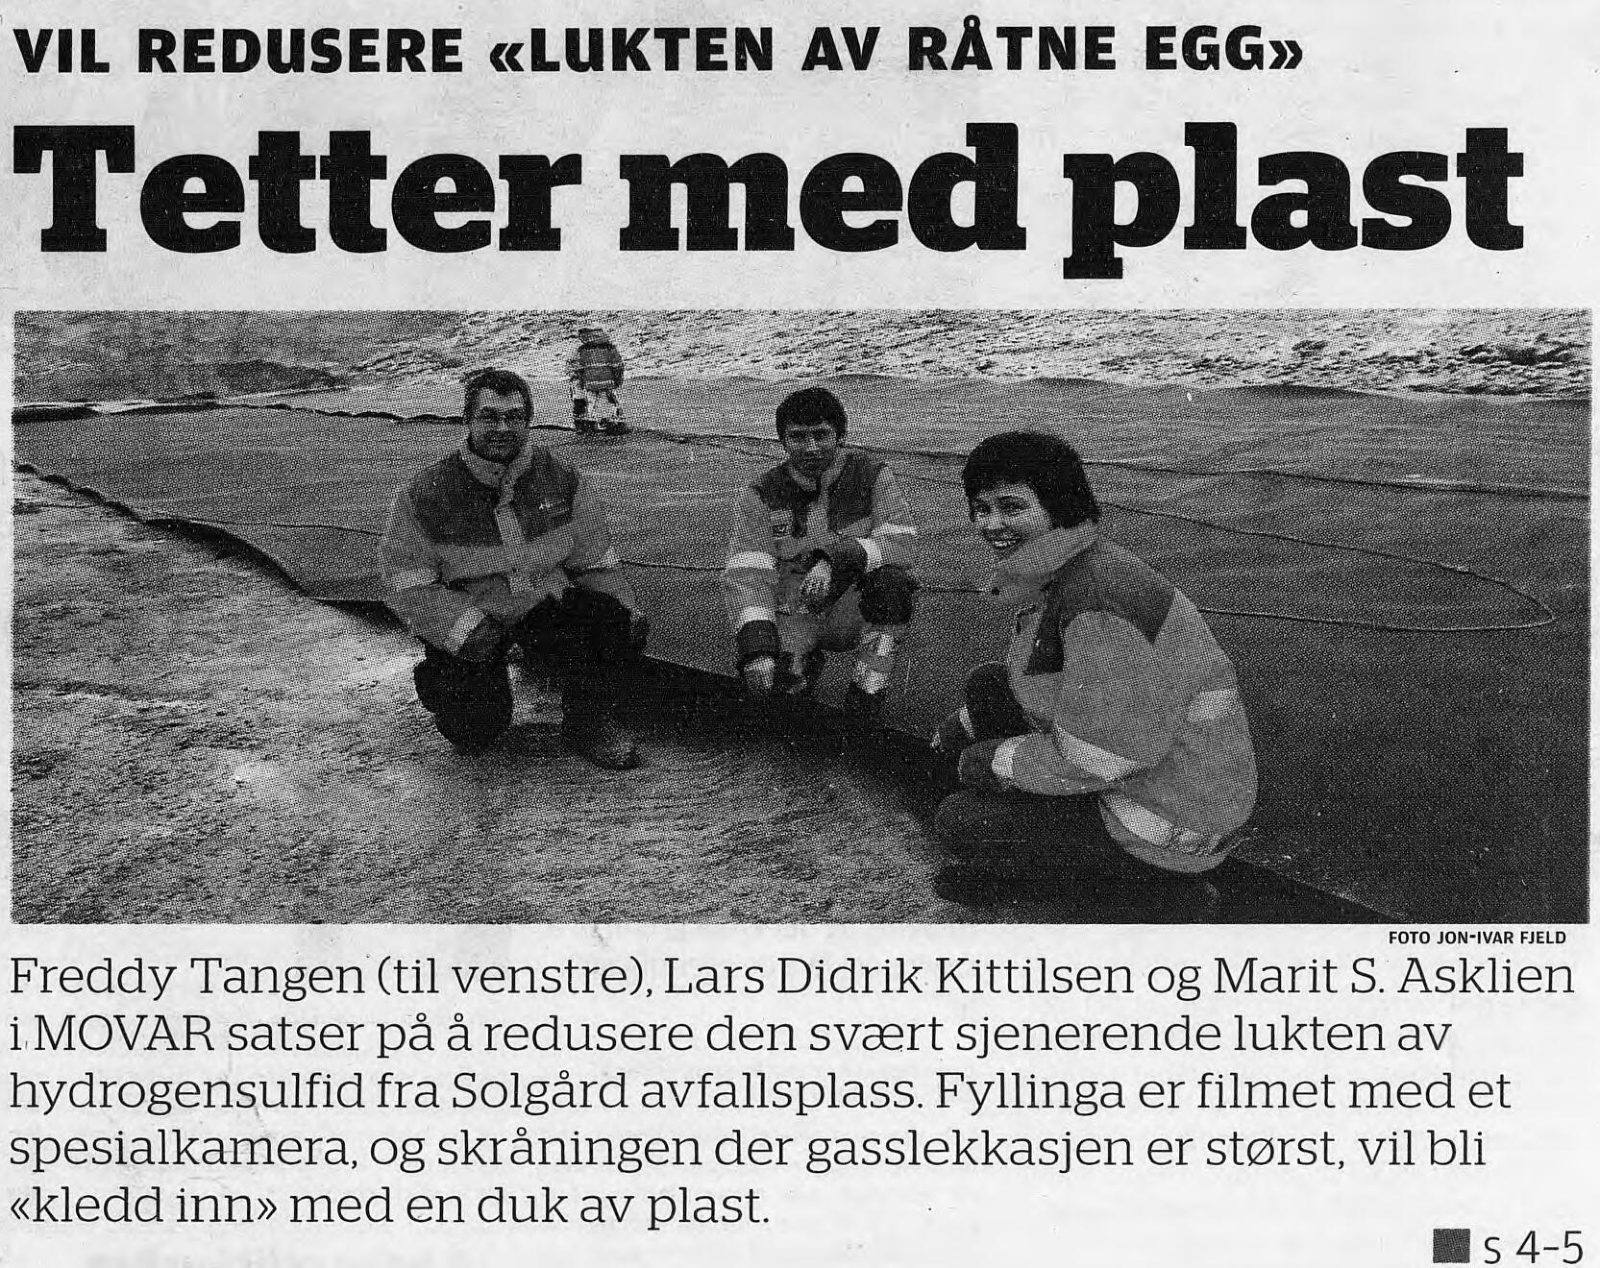 VIL REDUSERE «LUKTEN AV RÅTNE EGG»
Tetter med plast
FOTO JON-IVAR FJELD
Freddy Tangen (til venstre), Lars Didrik Kittilsen og Marit S. Asklien
i MOVAR satser på å redusere den svært sjenerende lukten av
hydrogensulfid fra Solgård avfallsplass. Fyllinga er filmet med et
spesialkamera, og skråningen der gasslekkasjen er størst, vil bli
«kledd inn» med en duk av plast.
■ s 4-5